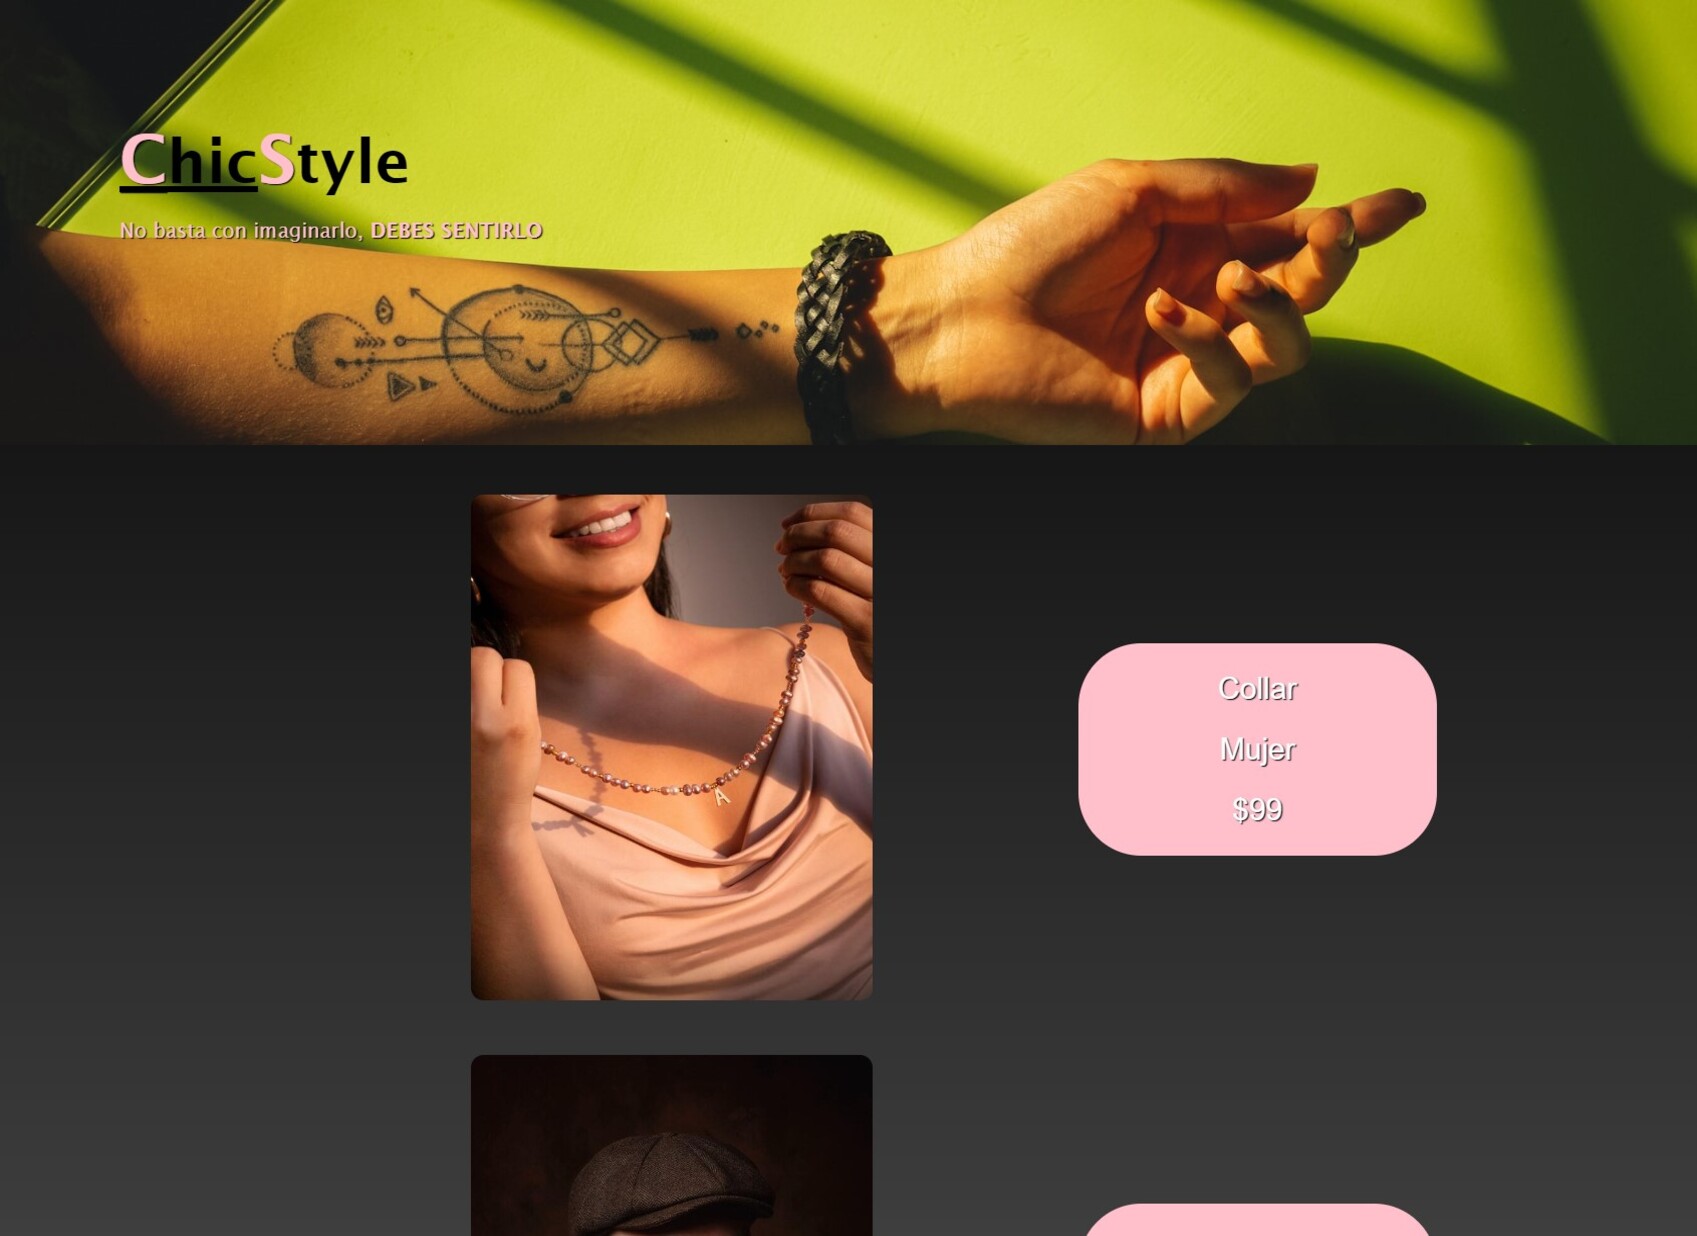 ChicStyle
No basta con imaginarlo, DEBES SENTIRLO
A
Collar
Mujer
$99